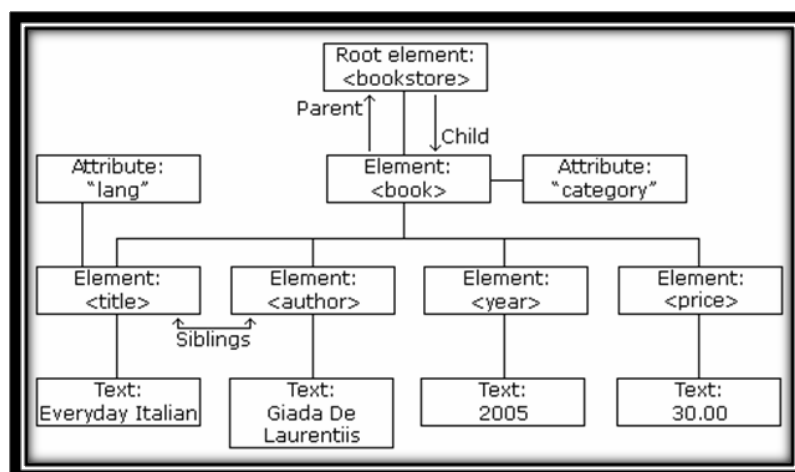 Root element:
<bookstore>
Parent
Child
Attribute:
“lang”
Element:
<book>
Attribute:
“category”
Element:
<title>
Element:
<author>
Element:
<year>
Element:
<price>
Siblings
Text:
Everyday Italian
Text:
Giada De
Laurentiis
Text:
2005
Text:
30.00